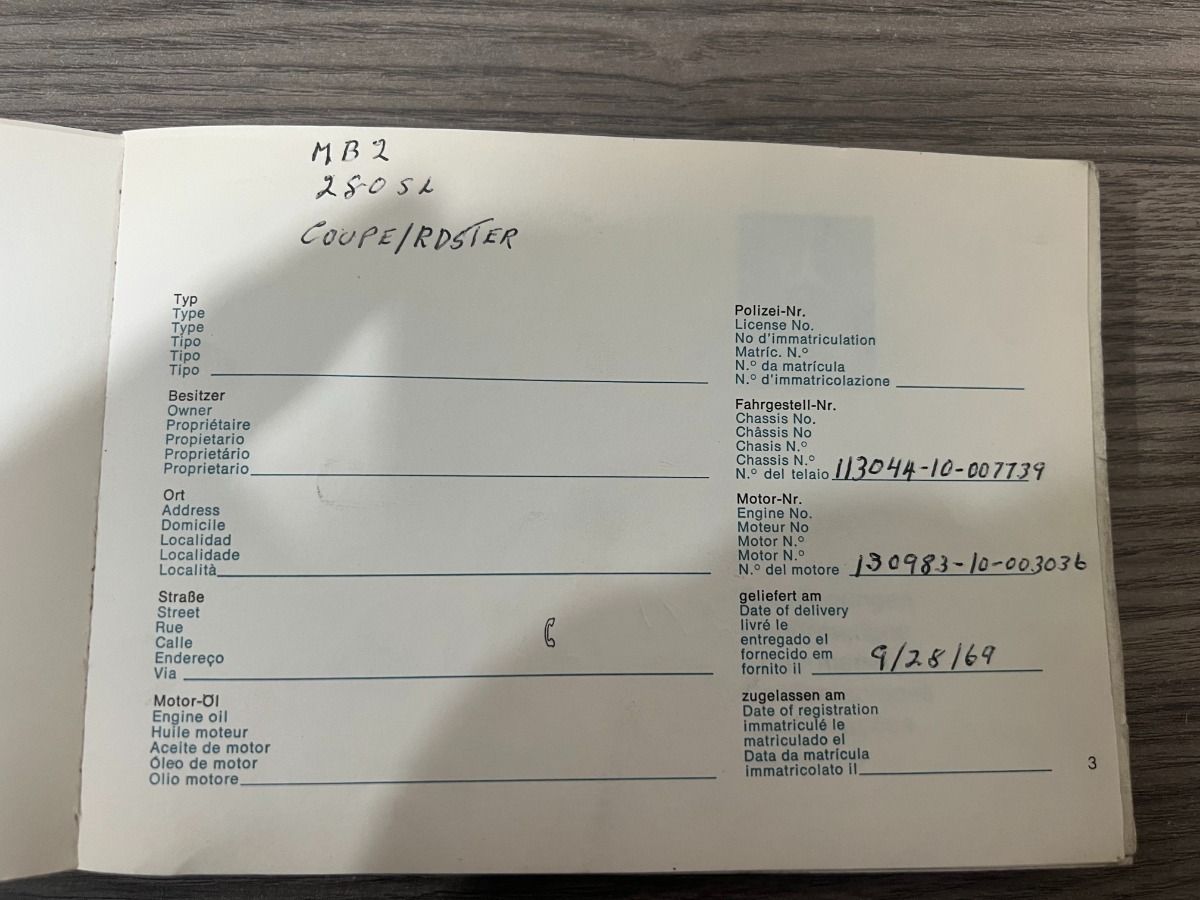 MB2
280SL
COUPE/RDSTER
Typ
Type
Type
Tipo
Tipo
Tipo
Besitzer
Owner
Propriétaire
Propietario
Proprietário
Proprietario
Ort
Address
Domicile
Localidad
Localidade
Località
Straße
Street
Rue
Calle
Endereço
Via
Motor-Öl
Engine oil
Huile moteur
Aceite de motor
Óleo de motor
Olio motore
Polizei-Nr.
License No.
No d'immatriculation
Matríc. N.º
N.º da matrícula
N.º d'immatricolazione
Fahrgestell-Nr.
Chassis No.
Châssis No
Chasis N.º
Chassis N.º
N.º del telaio 113044-10-007739
Motor-Nr.
Engine No.
Moteur No
Motor N.º
Motor N.º
N.º del motore 130983-10-003036
geliefert am
Date of delivery
livré le
entregado el
fornecido em
fornito il 9/28/69
zugelassen am
Date of registration
immatriculé le
matriculado el
Data da matrícula
immatricolato il
3